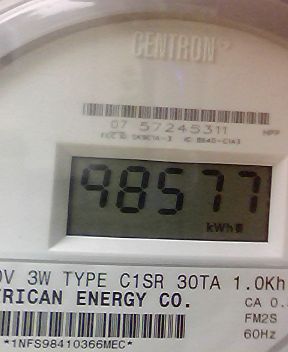 CENTRON
07 57245311 NPP
98577
kWh
0V 3W TYPE C1SR 30TA 1.0Kh
RICAN ENERGY CO. CA 0.
FM2S
*1NFS98410366MEC* 60Hz